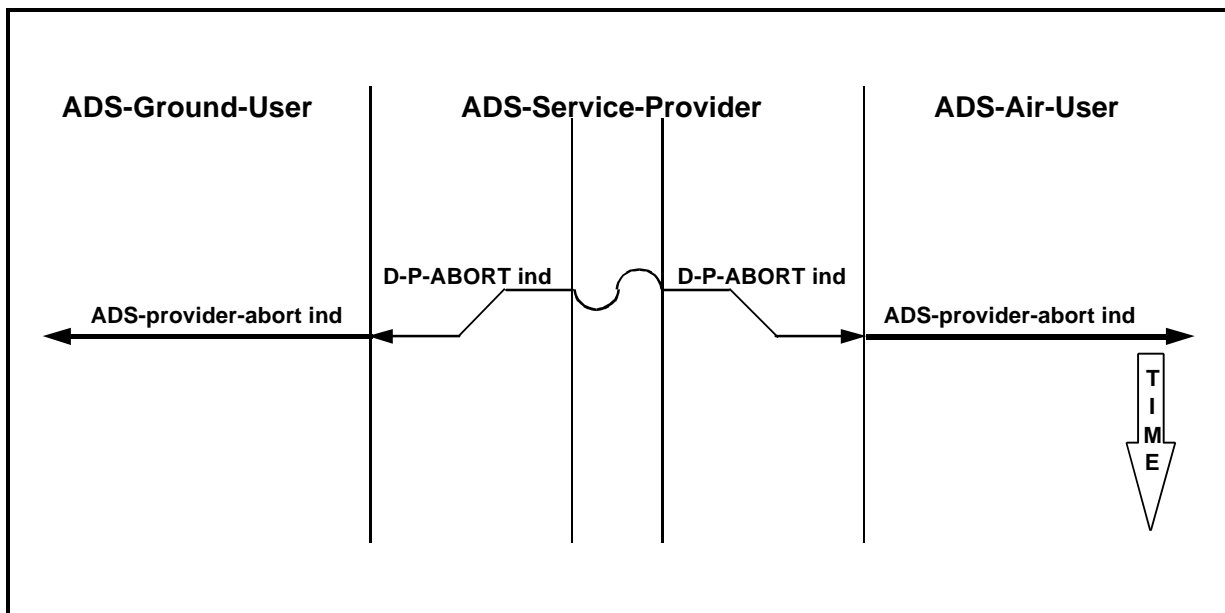 ADS-Ground-User
ADS-Service-Provider
ADS-Air-User
D-P-ABORT ind
D-P-ABORT ind
ADS-provider-abort ind
ADS-provider-abort ind
TIME